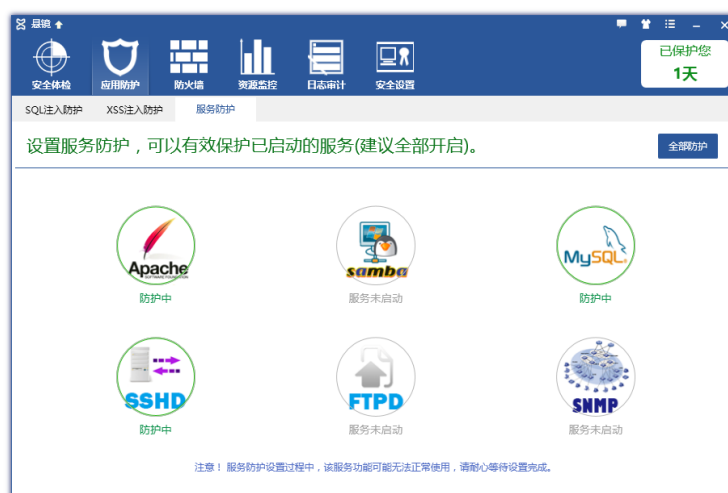 悬镜
已保护您
1天
安全体检 应用防护 防火墙 资源监控 日志审计 安全设置
SQL注入防护 XSS注入防护 服务防护
设置服务防护，可以有效保护已启动的服务(建议全部开启)。
全部防护
Apache
samba
MySQL
防护中 服务未启动 防护中
SSHD
FTPD
SNMP
防护中 服务未启动 服务未启动
注意！ 服务防护设置过程中，该服务功能可能无法正常使用，请耐心等待设置完成。